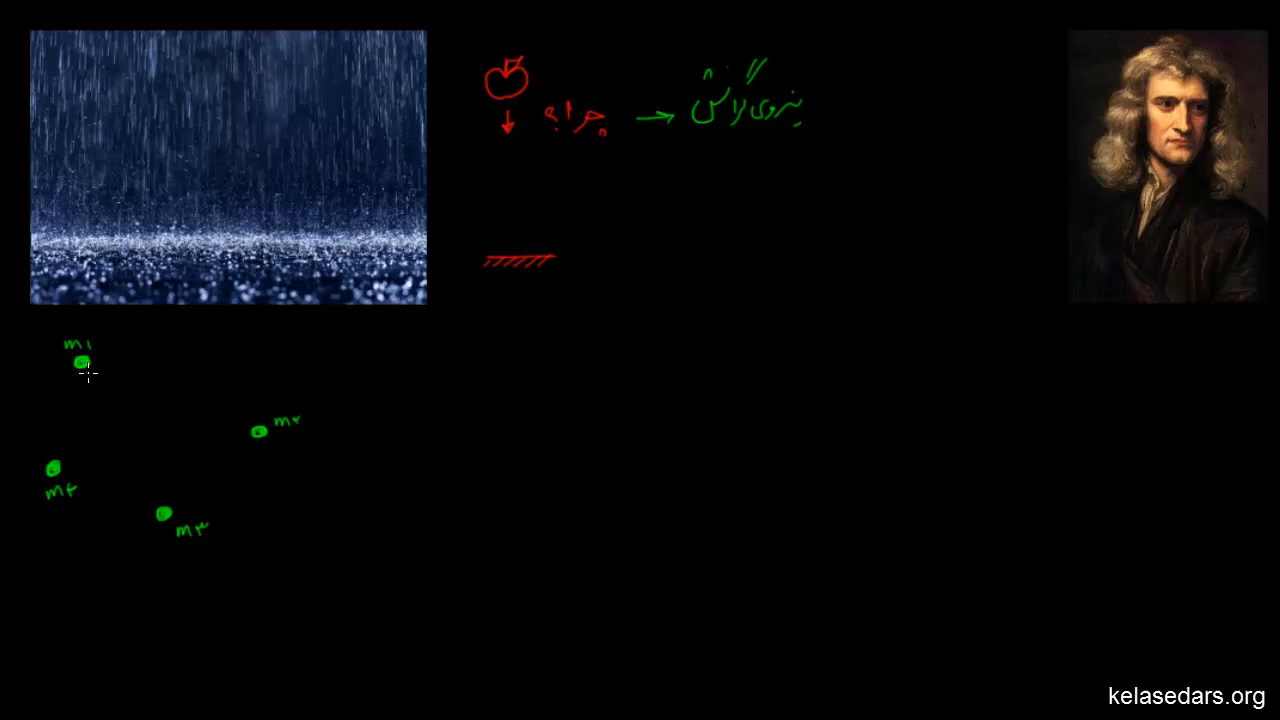 چرا؟ → نیروی گرانش
m۱
m۲
m۴
m۳
kelasedars.org